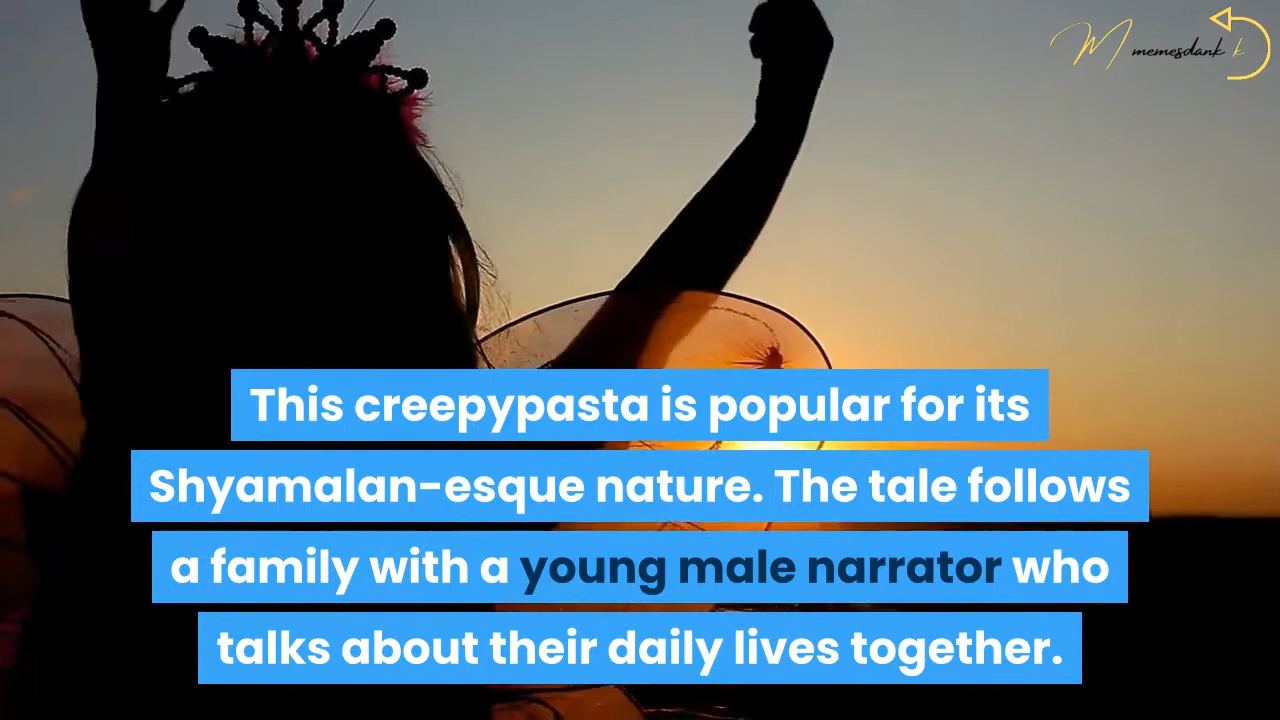 M memesdank k
This creepypasta is popular for its
Shyamalan-esque nature. The tale follows
a family with a young male narrator who
talks about their daily lives together.